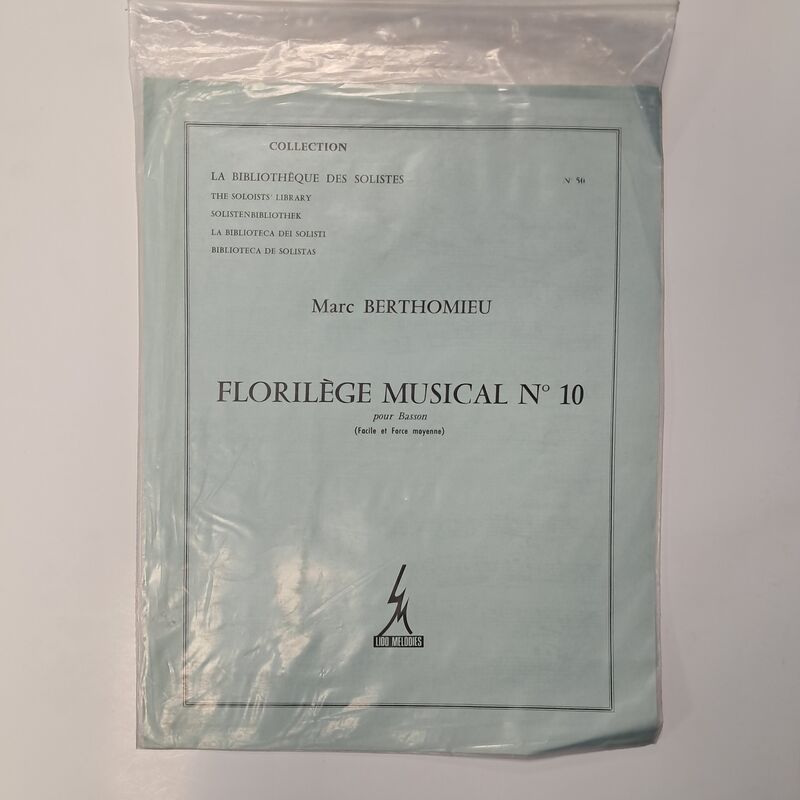 COLLECTION
LA BIBLIOTHÈQUE DES SOLISTES N° 56
THE SOLOISTS' LIBRARY
SOLISTENBIBLIOTHEK
LA BIBLIOTECA DEI SOLISTI
BIBLIOTECA DE SOLISTAS
Marc BERTHOMIEU
FLORILÈGE MUSICAL N° 10
pour Basson
(Facile et Force moyenne)
LIDO MELODIES